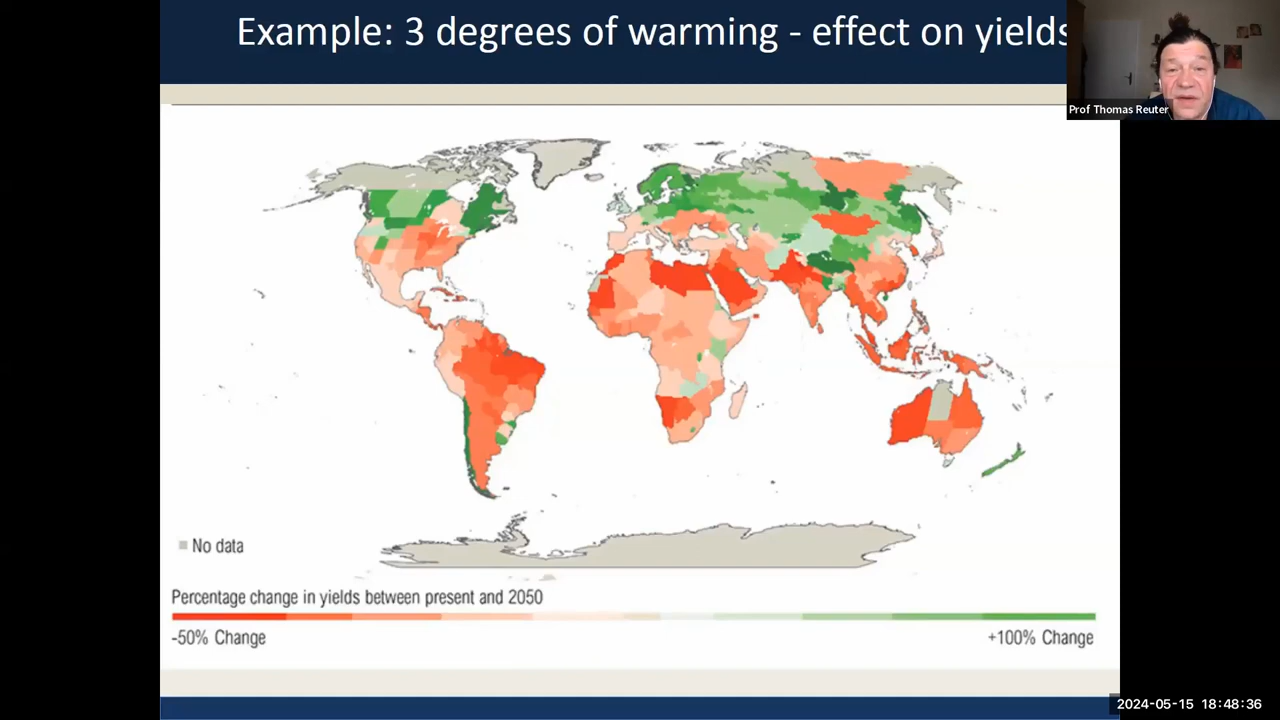 Example: 3 degrees of warming - effect on yields
Prof Thomas Reuter
No data
Percentage change in yields between present and 2050
-50% Change
+100% Change
2024-05-15 18:48:36